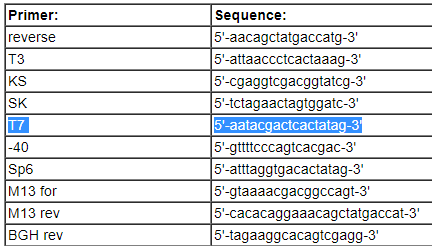 Primer: Sequence:
reverse 5'-aacagctatgaccatg-3'
T3 5'-attaaccctcactaaag-3'
KS 5'-cgaggtcgacggtatcg-3'
SK 5'-tctagaactagtggatc-3'
T7 5'-aatacgactcactatag-3'
-40 5'-gttttcccagtcacgac-3'
Sp6 5'-atttaggtgacactatag-3'
M13 for 5'-gtaaaacgacggccagt-3'
M13 rev 5'-cacacaggaaacagctatgaccat-3'
BGH rev 5'-tagaaggcacagtcgagg-3'